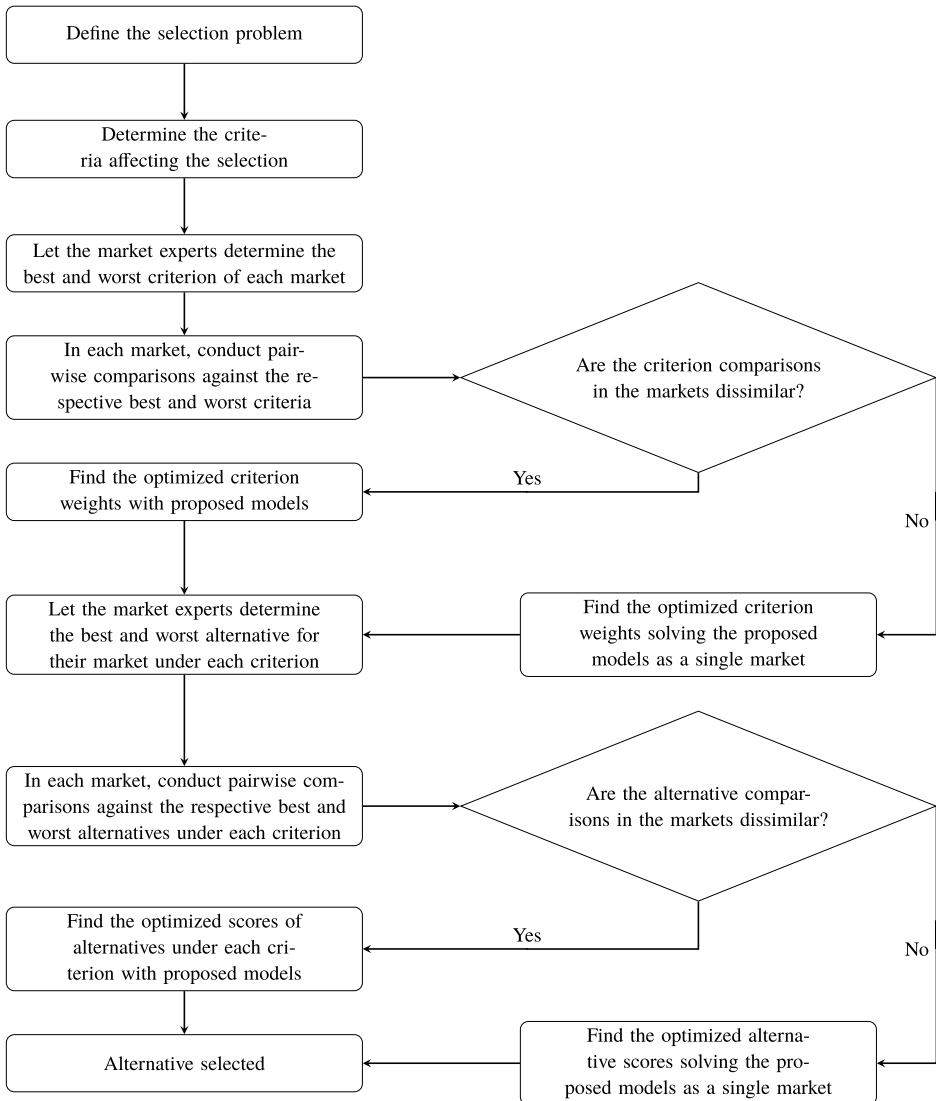 Define the selection problem
Determine the crite-
ria affecting the selection
Let the market experts determine the
best and worst criterion of each market
In each market, conduct pair-
wise comparisons against the re-
spective best and worst criteria
Are the criterion comparisons
in the markets dissimilar?
Yes
Find the optimized criterion
weights with proposed models
No
Find the optimized criterion
weights solving the proposed
models as a single market
Let the market experts determine
the best and worst alternative for
their market under each criterion
In each market, conduct pairwise com-
parisons against the respective best and
worst alternatives under each criterion
Are the alternative compar-
isons in the markets dissimilar?
Yes
Find the optimized scores of
alternatives under each cri-
terion with proposed models
No
Find the optimized alterna-
tive scores solving the pro-
posed models as a single market
Alternative selected